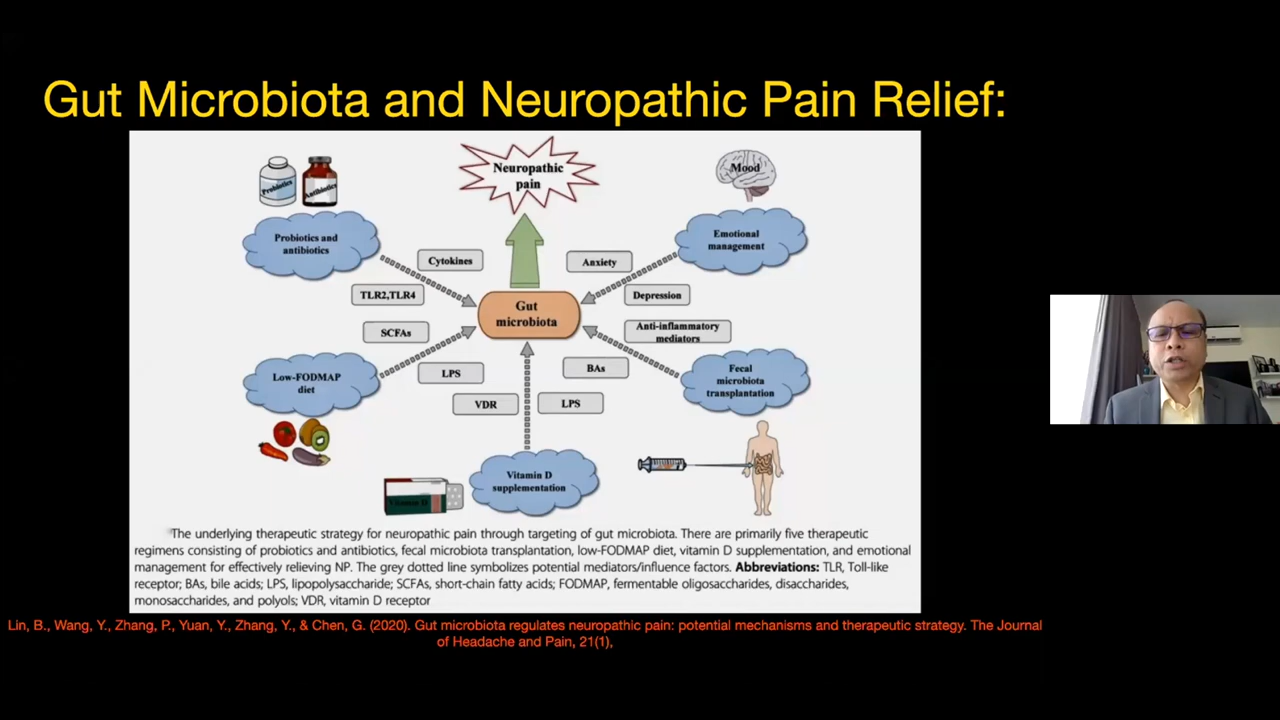 Gut Microbiota and Neuropathic Pain Relief:
Probiotics
Antibiotics
Neuropathic
pain
Mood
Probiotics and
antibiotics
Emotional
management
Cytokines
Anxiety
TLR2,TLR4
Depression
Gut
microbiota
SCFAs
Anti-inflammatory
mediators
Low-FODMAP
diet
LPS
BAs
Fecal
microbiota
transplantation
VDR
LPS
Vitamin D
supplementation
Vitamin D
The underlying therapeutic strategy for neuropathic pain through targeting of gut microbiota. There are primarily five therapeutic
regimens consisting of probiotics and antibiotics, fecal microbiota transplantation, low-FODMAP diet, vitamin D supplementation, and emotional
management for effectively relieving NP. The grey dotted line symbolizes potential mediators/influence factors. Abbreviations: TLR, Toll-like
receptor; BAs, bile acids; LPS, lipopolysaccharide; SCFAs, short-chain fatty acids; FODMAP, fermentable oligosaccharides, disaccharides,
monosaccharides, and polyols; VDR, vitamin D receptor
Lin, B., Wang, Y., Zhang, P., Yuan, Y., Zhang, Y., & Chen, G. (2020). Gut microbiota regulates neuropathic pain: potential mechanisms and therapeutic strategy. The Journal
of Headache and Pain, 21(1),